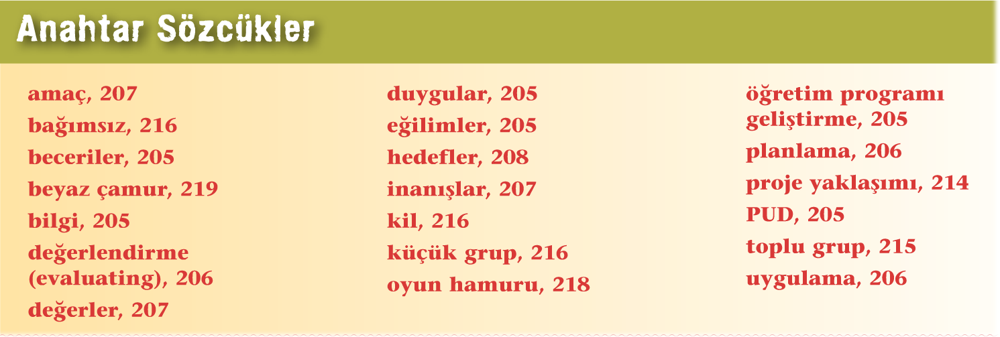 Anahtar Sözcükler
amaç, 207
bağımsız, 216
beceriler, 205
beyaz çamur, 219
bilgi, 205
değerlendirme
(evaluating), 206
değerler, 207
duygular, 205
eğilimler, 205
hedefler, 208
inanışlar, 207
kil, 216
küçük grup, 216
oyun hamuru, 218
öğretim programı
geliştirme, 205
planlama, 206
proje yaklaşımı, 214
PUD, 205
toplu grup, 215
uygulama, 206